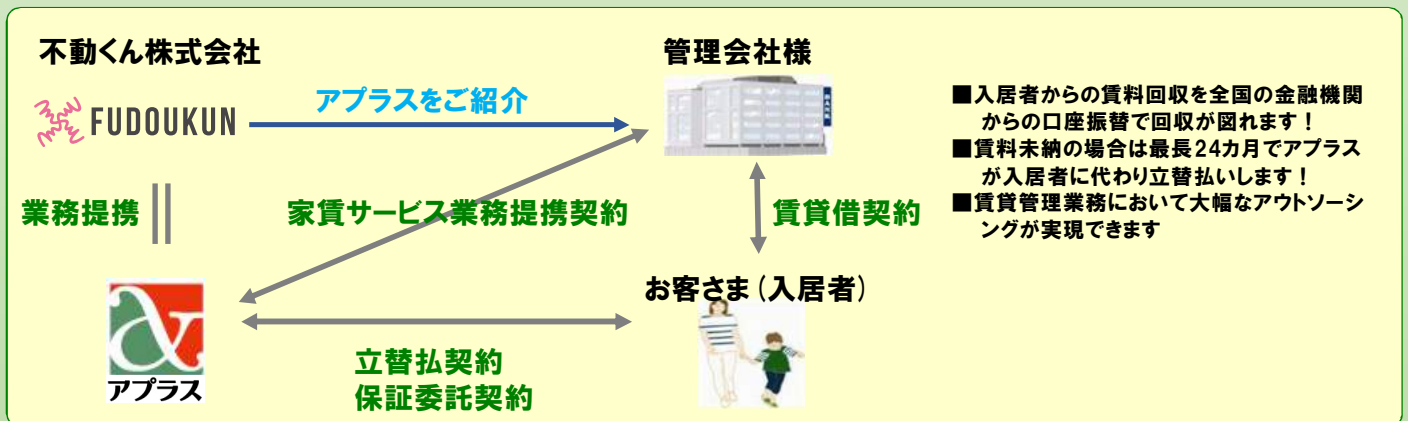 不動くん株式会社
FUDOUKUN
アプラスをご紹介
管理会社様
BANK
業務提携
家賃サービス業務提携契約
賃貸借契約
アプラス
お客さま（入居者）
立替払契約
保証委託契約
■入居者からの賃料回収を全国の金融機関
からの口座振替で回収が図れます！
■賃料未納の場合は最長24カ月でアプラス
が入居者に代わり立替払いします！
■賃貸管理業務において大幅なアウトソーシ
ングが実現できます